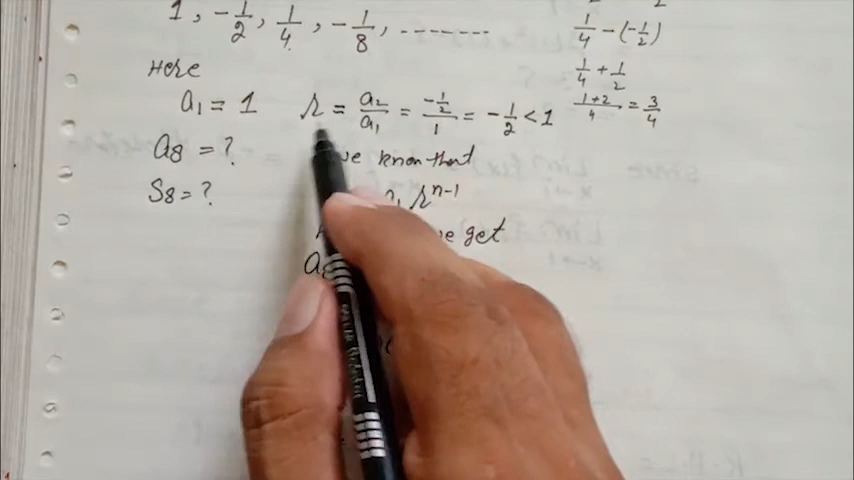 1, -1/2, 1/4, -1/8, -------
1/4 - (-1/2)
Here
1/4 + 1/2
a₁ = 1 r = a₂/a₁ = (-1/2)/1 = -1/2 < 1
(1+2)/4 = 3/4
a₈ = ?
we know that
S₈ = ?
r^(n-1)
we get